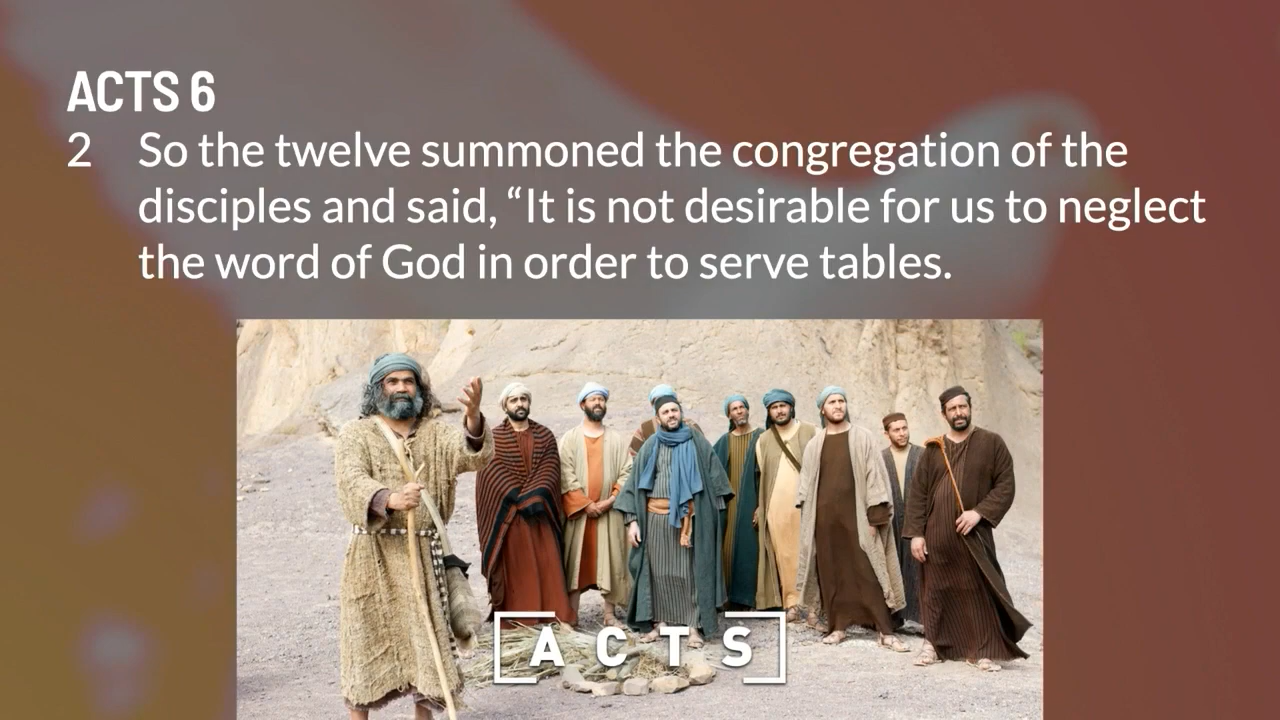 ACTS 6
2 So the twelve summoned the congregation of the
disciples and said, “It is not desirable for us to neglect
the word of God in order to serve tables.
ACTS